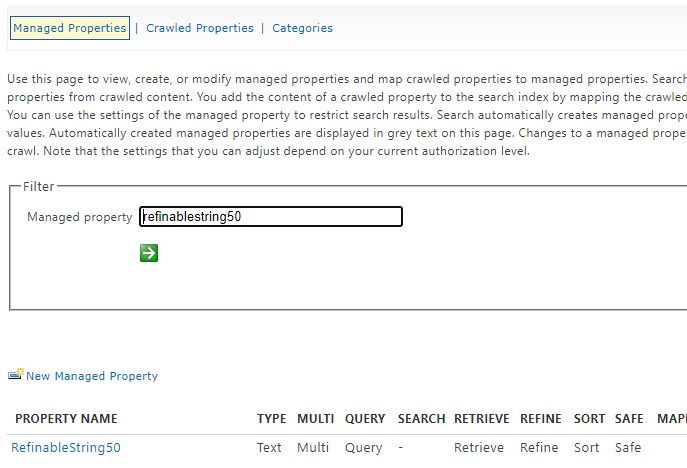 Managed Properties | Crawled Properties | Categories
Use this page to view, create, or modify managed properties and map crawled properties to managed properties. Search
properties from crawled content. You add the content of a crawled property to the search index by mapping the crawled
You can use the settings of the managed property to restrict search results. Search automatically creates managed prope
values. Automatically created managed properties are displayed in grey text on this page. Changes to a managed prope
crawl. Note that the settings that you can adjust depend on your current authorization level.
Filter
Managed property refinablestring50
New Managed Property
PROPERTY NAME TYPE MULTI QUERY SEARCH RETRIEVE REFINE SORT SAFE MAPP
RefinableString50 Text Multi Query - Retrieve Refine Sort Safe